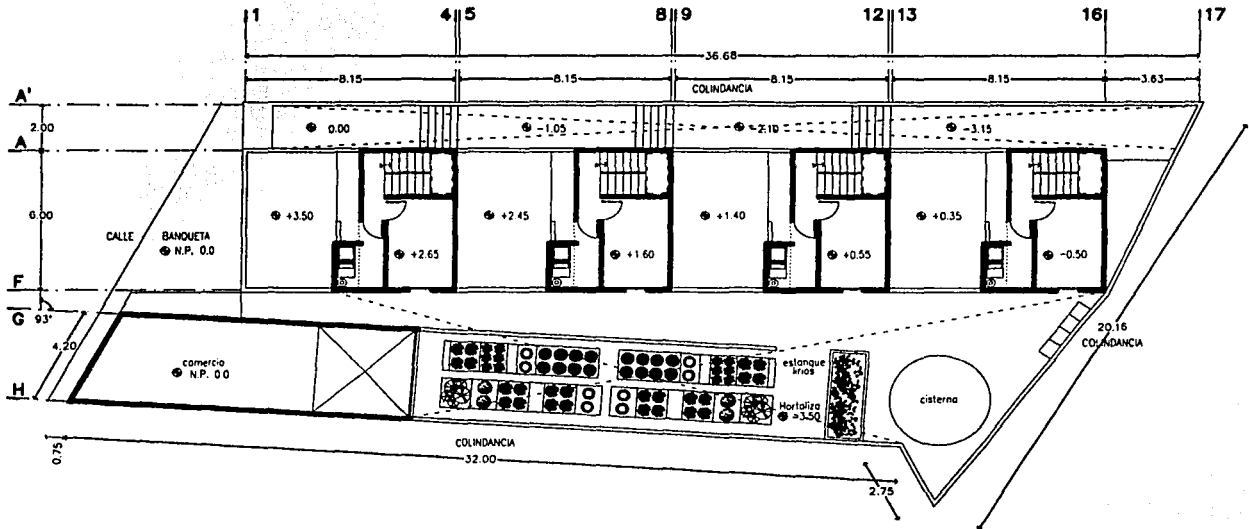 1 4 5 8 9 12 13 16 17
36.68
8.15 8.15 8.15 8.15 3.63
COLINDANCIA
A'
2.00
0.00 -1.05 -2.10 -3.15
A
6.00
+3.50 +2.45 +1.40 +0.35
CALLE BANQUETA
N.P. 0.0
+2.65 +1.60 +0.55 -0.50
F
G
93°
4.20
20.16
COLINDANCIA
comercio
N.P. 0.0
estanque
lirios
cisterna
H
Hortaliza
-3.50
COLINDANCIA
0.75
32.00
2.75